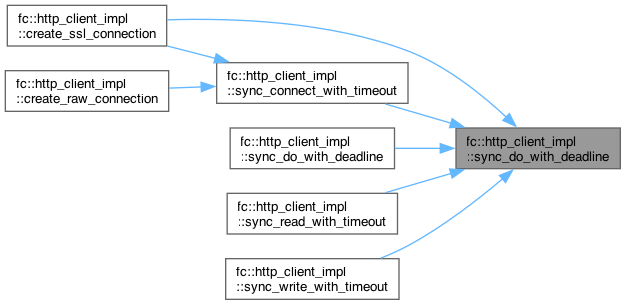 fc::http_client_impl
::create_ssl_connection
fc::http_client_impl
::create_raw_connection
fc::http_client_impl
::sync_connect_with_timeout
fc::http_client_impl
::sync_do_with_deadline
fc::http_client_impl
::sync_read_with_timeout
fc::http_client_impl
::sync_write_with_timeout
fc::http_client_impl
::sync_do_with_deadline